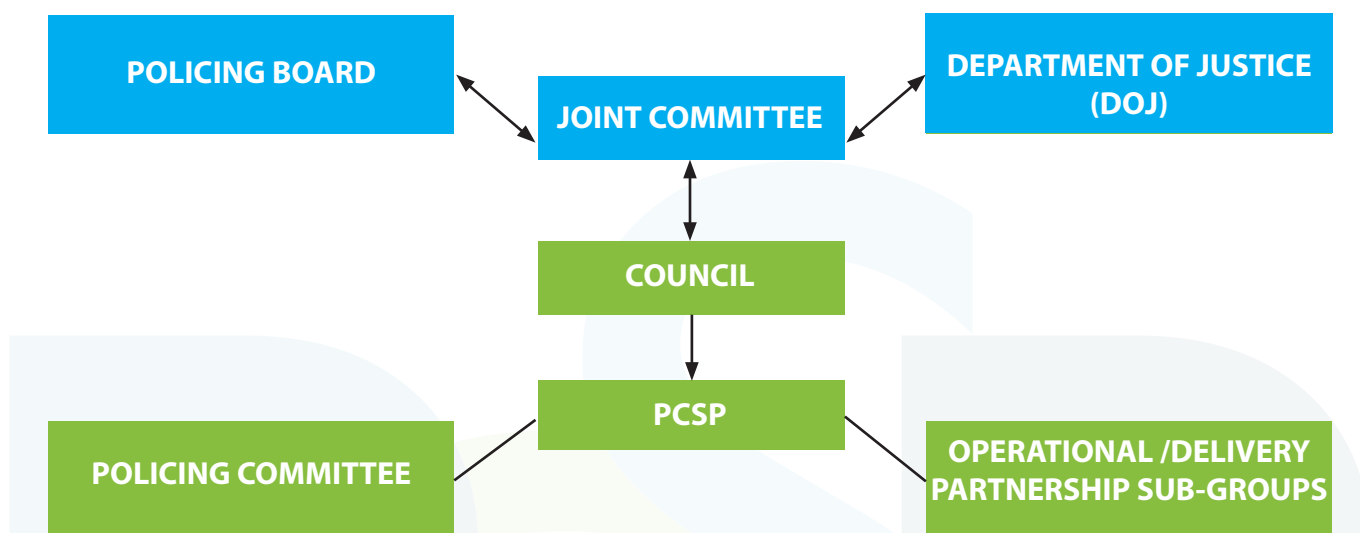 POLICING BOARD
JOINT COMMITTEE
DEPARTMENT OF JUSTICE
(DOJ)
COUNCIL
PCSP
POLICING COMMITTEE
OPERATIONAL /DELIVERY
PARTNERSHIP SUB-GROUPS